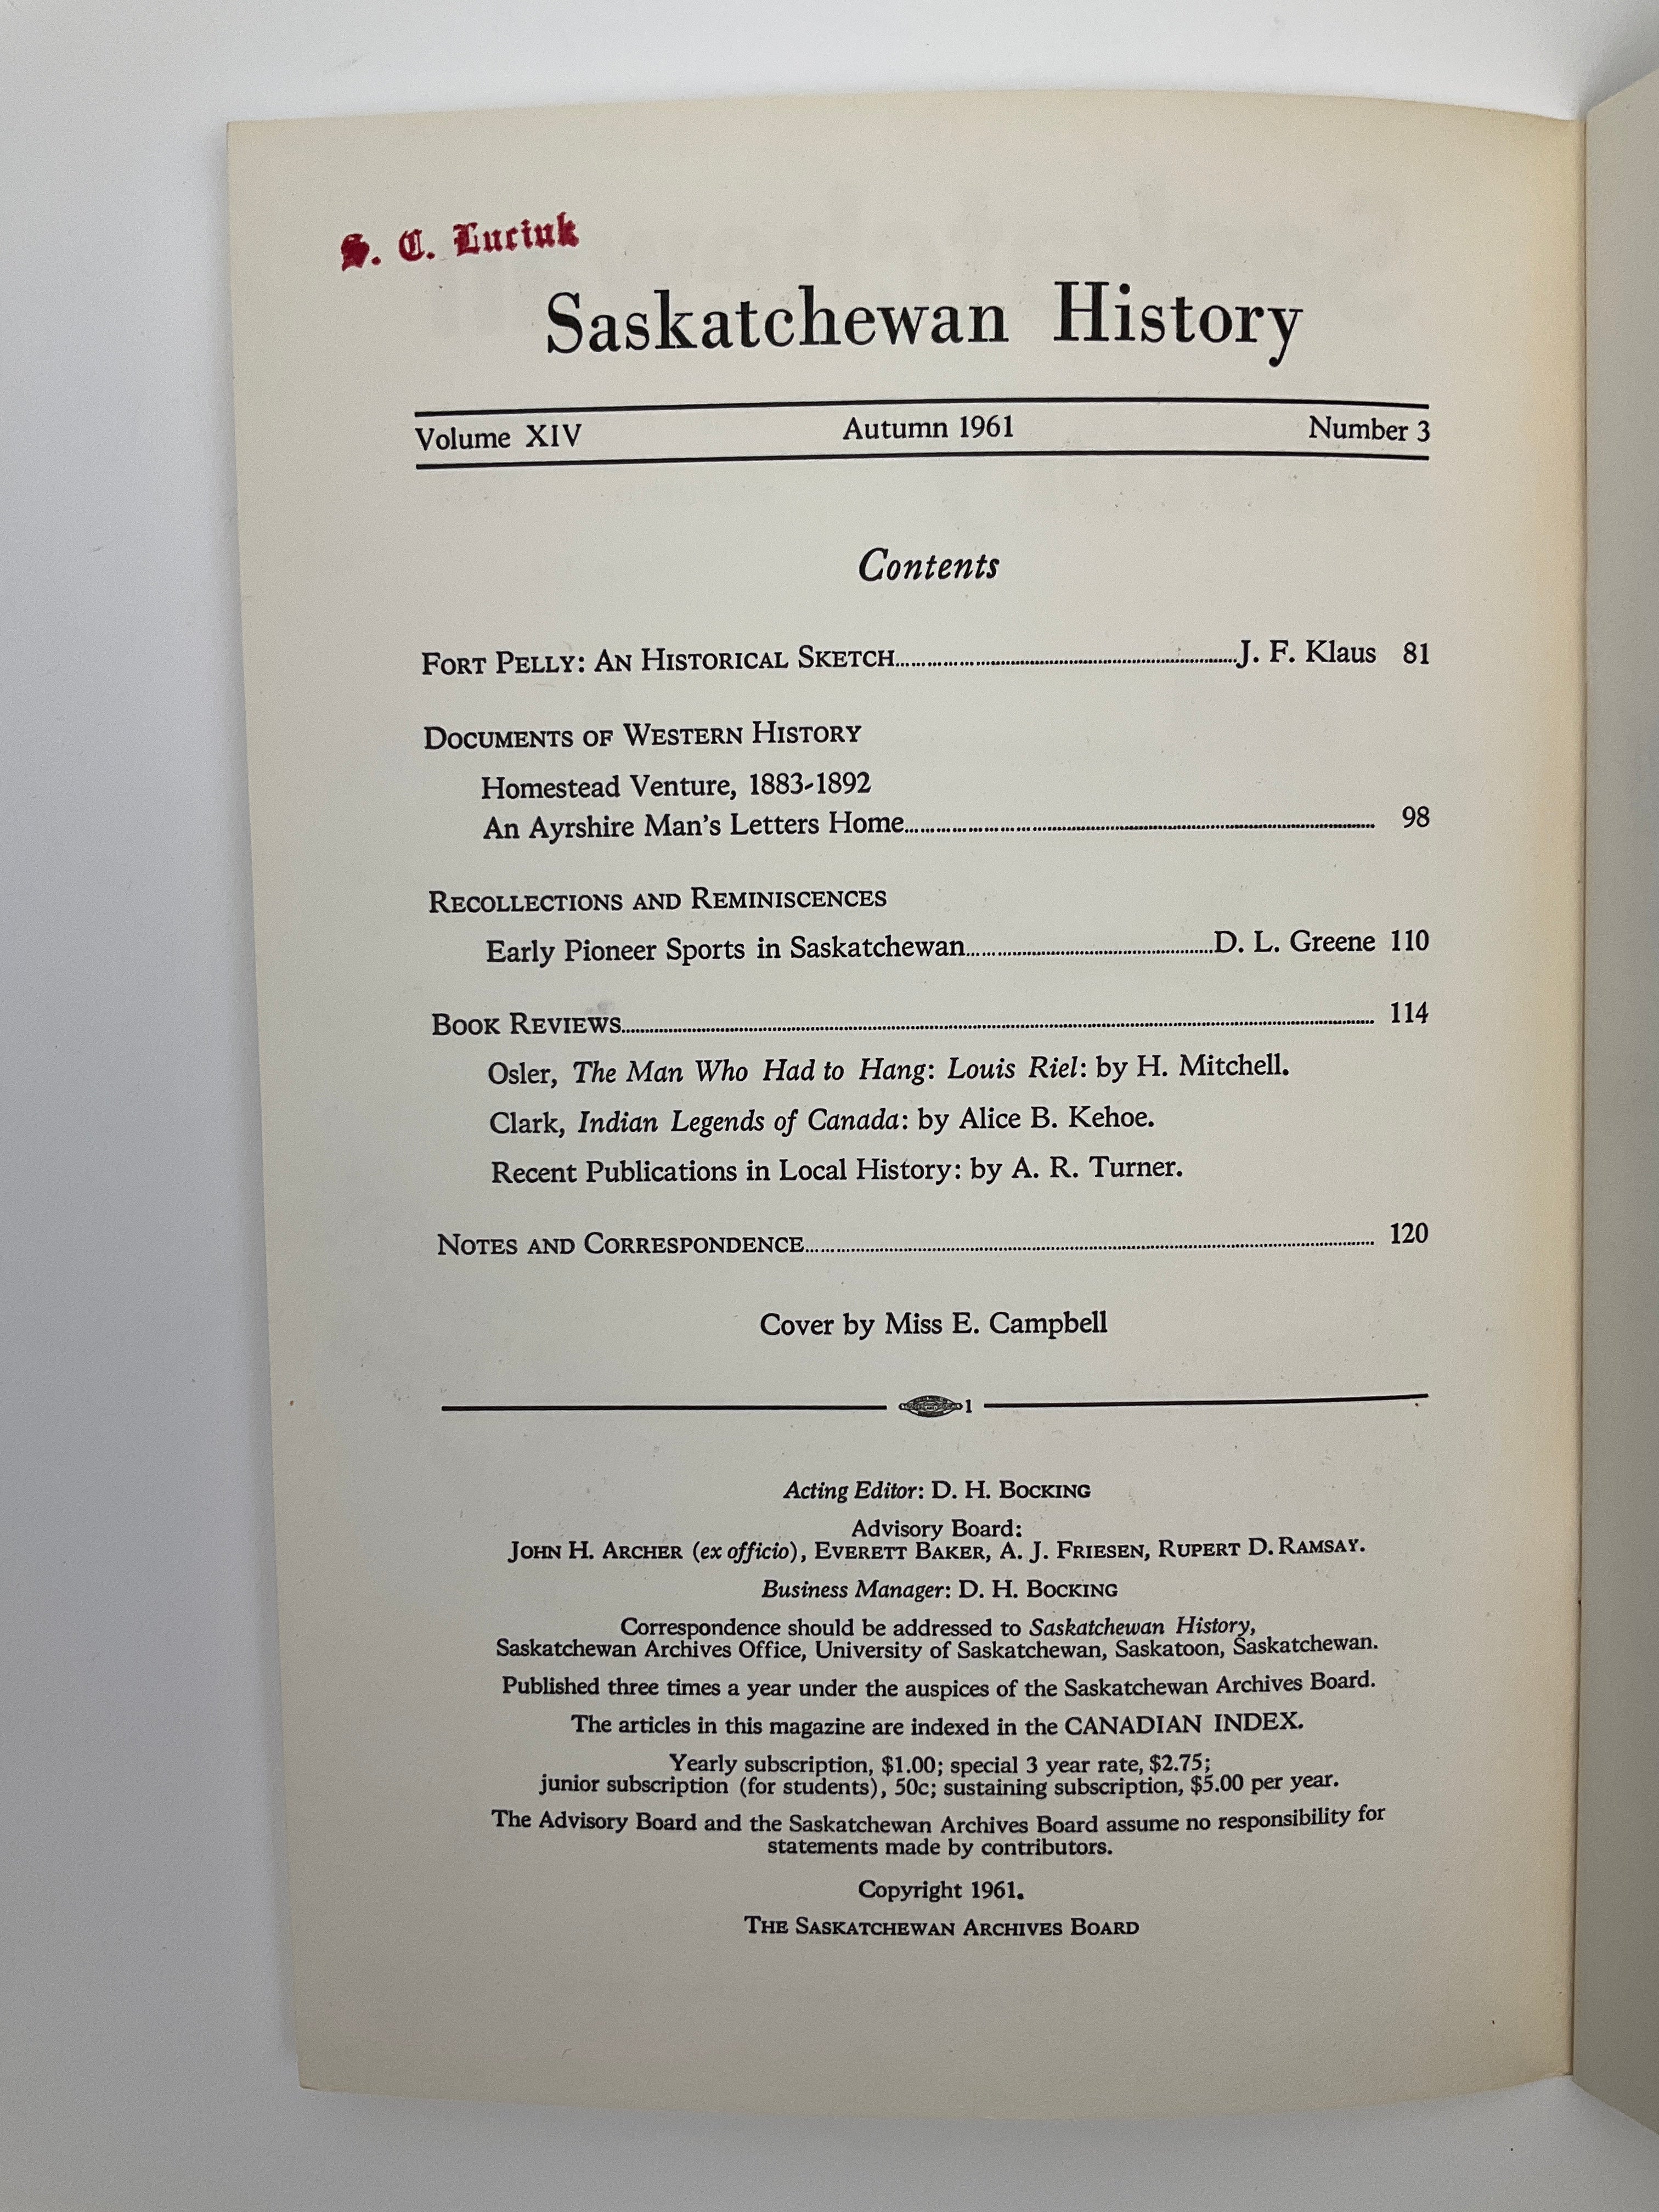 S. C. Luciuk
Saskatchewan History
Volume XIV Autumn 1961 Number 3
Contents
FORT PELLY: AN HISTORICAL SKETCH........................J. F. Klaus 81
DOCUMENTS OF WESTERN HISTORY
Homestead Venture, 1883-1892
An Ayrshire Man's Letters Home........................ 98
RECOLLECTIONS AND REMINISCENCES
Early Pioneer Sports in Saskatchewan........................D. L. Greene 110
BOOK REVIEWS........................ 114
Osler, The Man Who Had to Hang: Louis Riel: by H. Mitchell.
Clark, Indian Legends of Canada: by Alice B. Kehoe.
Recent Publications in Local History: by A. R. Turner.
NOTES AND CORRESPONDENCE........................ 120
Cover by Miss E. Campbell
1
Acting Editor: D. H. BOCKING
Advisory Board:
JOHN H. ARCHER (ex officio), EVERETT BAKER, A. J. FRIESEN, RUPERT D. RAMSAY.
Business Manager: D. H. BOCKING
Correspondence should be addressed to Saskatchewan History,
Saskatchewan Archives Office, University of Saskatchewan, Saskatoon, Saskatchewan.
Published three times a year under the auspices of the Saskatchewan Archives Board.
The articles in this magazine are indexed in the CANADIAN INDEX.
Yearly subscription, $1.00; special 3 year rate, $2.75;
junior subscription (for students), 50c; sustaining subscription, $5.00 per year.
The Advisory Board and the Saskatchewan Archives Board assume no responsibility for
statements made by contributors.
Copyright 1961.
THE SASKATCHEWAN ARCHIVES BOARD